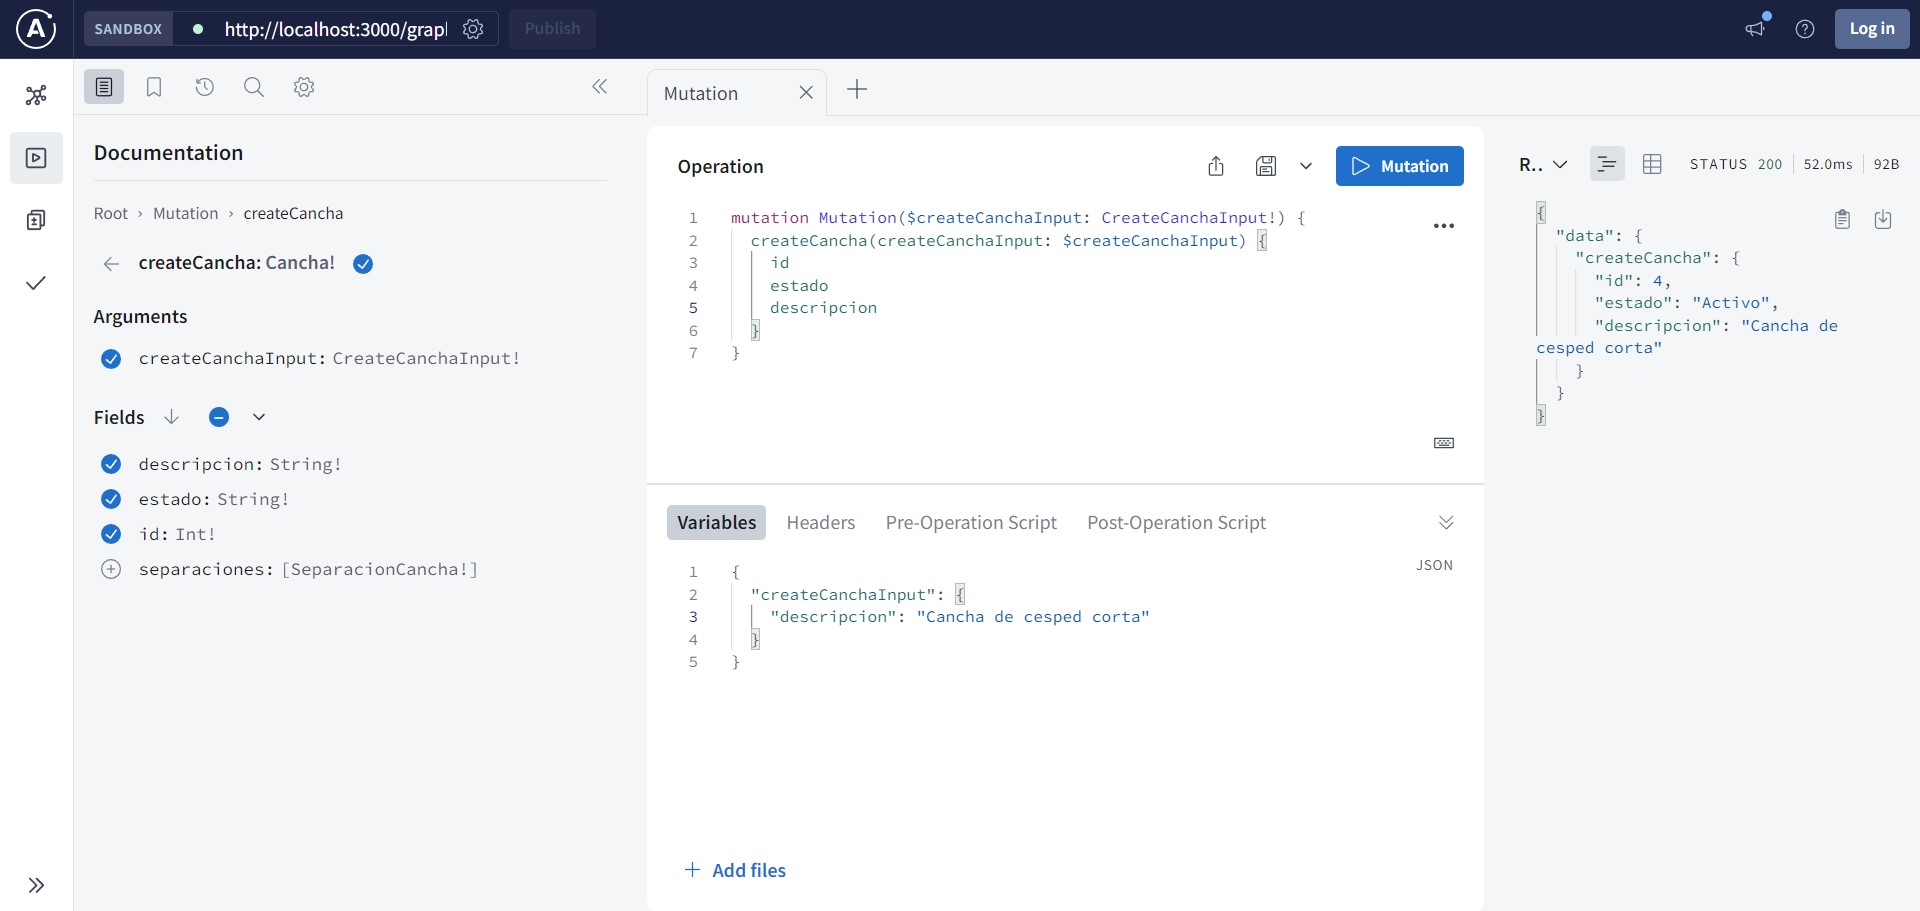 SANDBOX
http://localhost:3000/grap
Publish
Log in
Documentation
Root › Mutation › createCancha
createCancha: Cancha!
Arguments
createCanchaInput: CreateCanchaInput!
Fields
descripcion: String!
estado: String!
id: Int!
separaciones: [SeparacionCancha!]
Mutation
Operation
Mutation
1 mutation Mutation($createCanchaInput: CreateCanchaInput!) {
2 createCancha(createCanchaInput: $createCanchaInput) {
3 id
4 estado
5 descripcion
6 }
7 }
Variables Headers Pre-Operation Script Post-Operation Script
JSON
1 {
2 "createCanchaInput": {
3 "descripcion": "Cancha de cesped corta"
4 }
5 }
Add files
R.. STATUS 200 52.0ms 92B
{
"data": {
"createCancha": {
"id": 4,
"estado": "Activo",
"descripcion": "Cancha de
cesped corta"
}
}
}